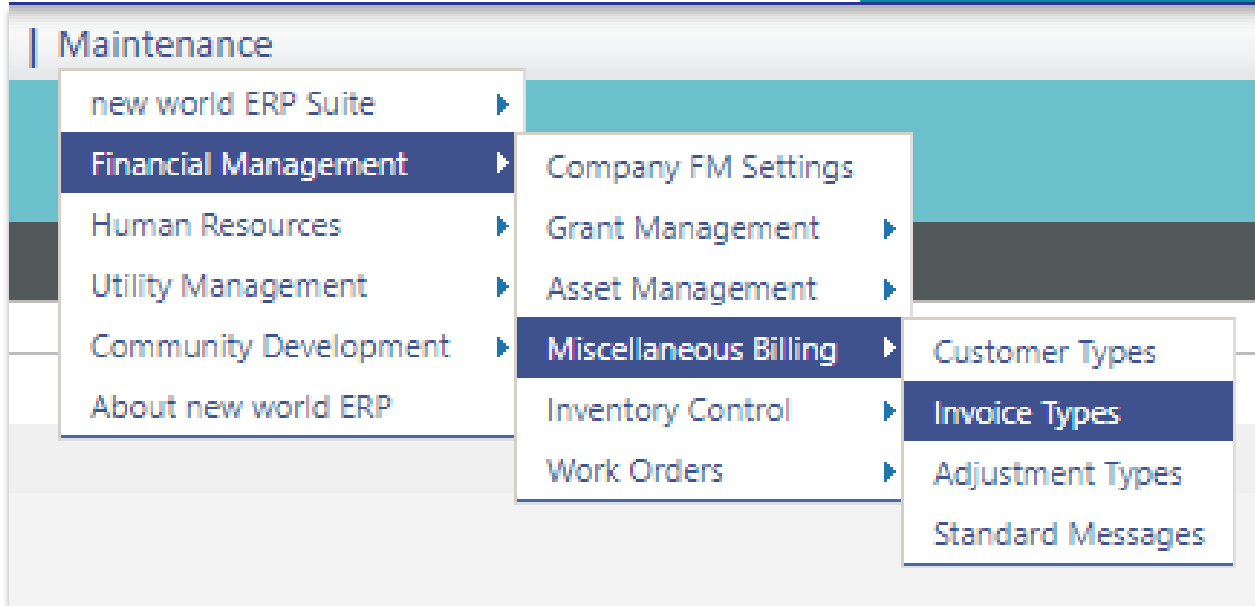 Maintenance
new world ERP Suite
Financial Management
Human Resources
Utility Management
Community Development
About new world ERP
Company FM Settings
Grant Management
Asset Management
Miscellaneous Billing
Inventory Control
Work Orders
Customer Types
Invoice Types
Adjustment Types
Standard Messages